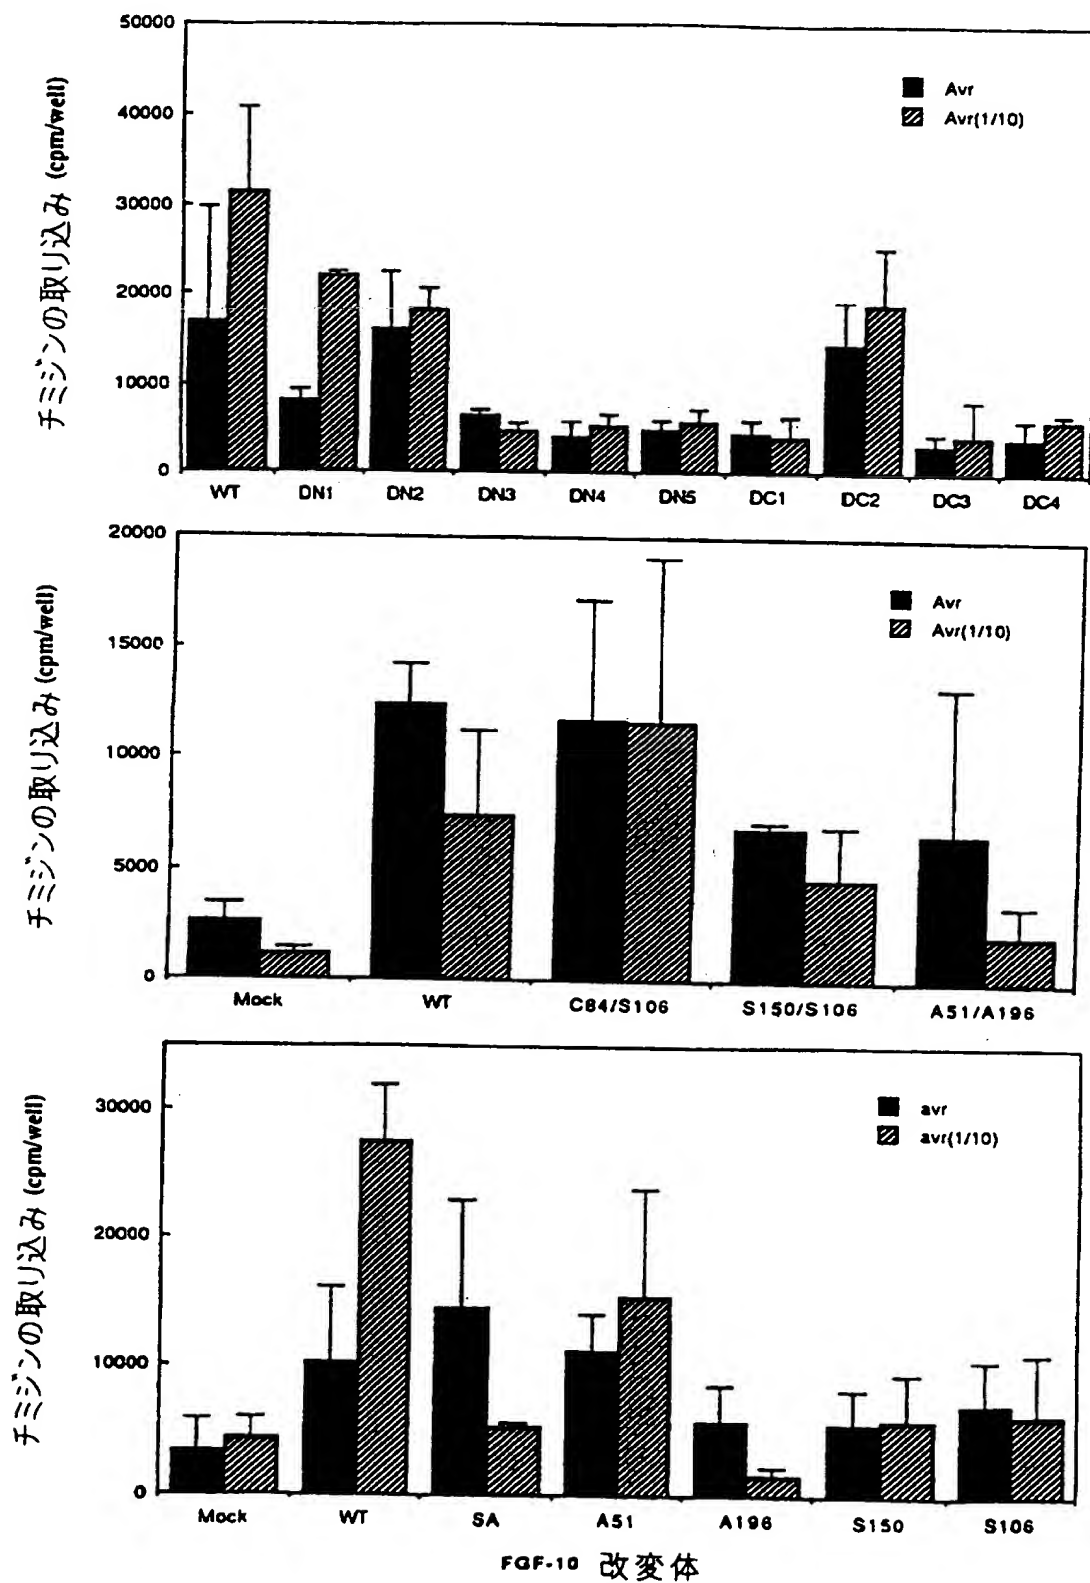 チミジンの取り込み (cpm/well)
50000
40000
30000
20000
10000
0
Avr
Avr(1/10)
WT DN1 DN2 DN3 DN4 DN5 DC1 DC2 DC3 DC4
チミジンの取り込み (cpm/well)
20000
15000
10000
5000
0
Avr
Avr(1/10)
Mock WT C84/S106 S150/S106 A51/A196
チミジンの取り込み (cpm/well)
30000
20000
10000
0
avr
avr(1/10)
Mock WT SA A51 A196 S150 S106
FGF-10 改変体